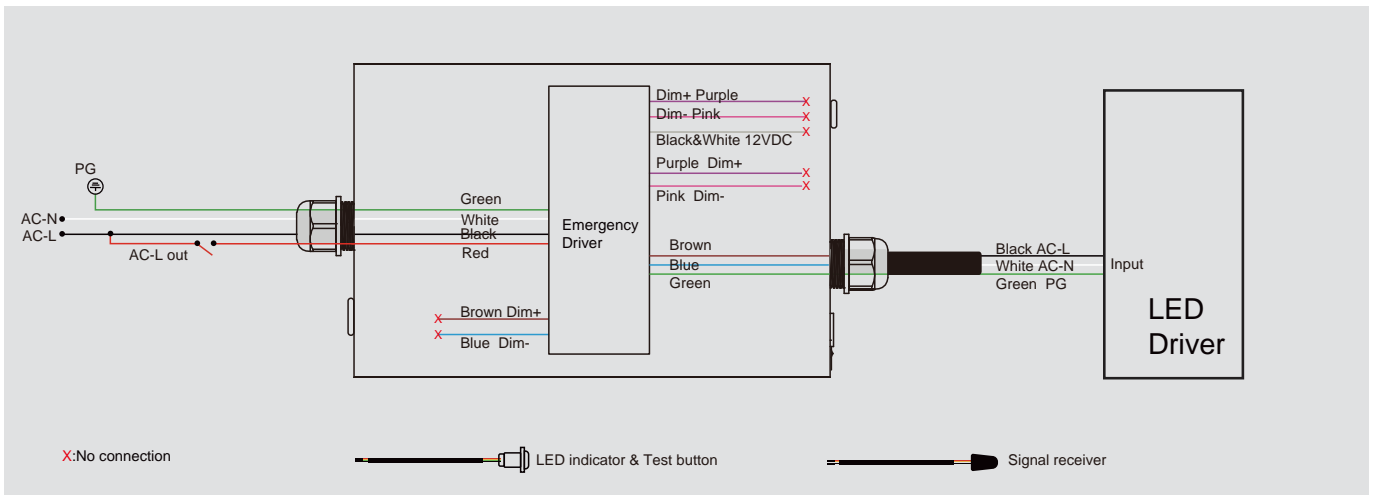 Dim+ Purple
Dim- Pink
Black&White 12VDC
Purple Dim+
Pink Dim-
PG
AC-N
AC-L
AC-L out
Green
White
Black
Red
Emergency
Driver
Brown
Blue
Green
Black AC-L
White AC-N
Green PG
Input
LED
Driver
Brown Dim+
Blue Dim-
X
X
X
X
X
X
X
X:No connection
LED indicator & Test button
Signal receiver